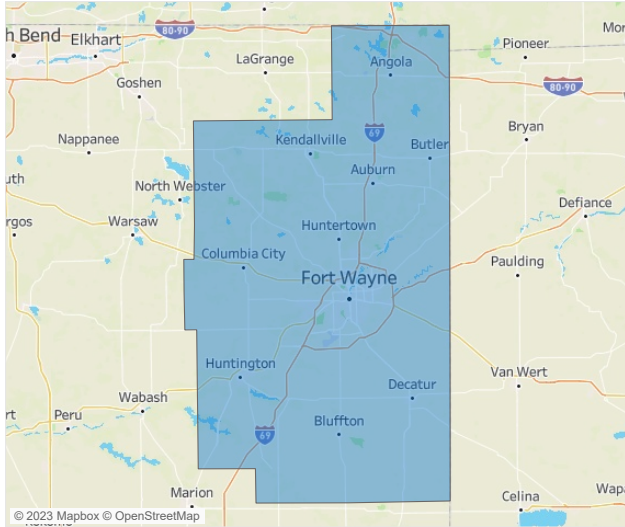 h Bend
Elkhart
80-90
Pioneer
Mor
LaGrange
Angola
Goshen
80-90
69
Bryan
Nappanee
Kendallville
Butler
Auburn
uth
North Webster
Defiance
rgos
Warsaw
Huntertown
Columbia City
Paulding
Fort Wayne
Huntington
Van Wert
Decatur
Wabash
rt
Peru
Bluffton
69
Marion
Celina
Wapa
© 2023 Mapbox © OpenStreetMap
Kokomo